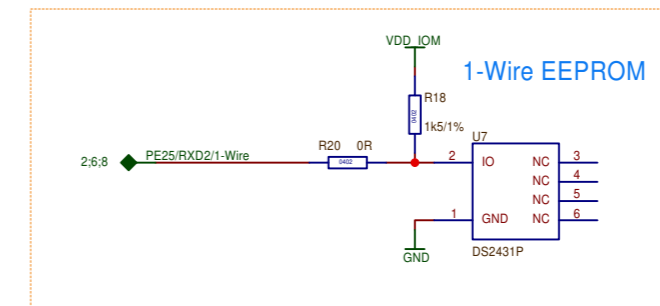 VDD_IOM
1-Wire EEPROM
R18
0402
1k5/1%
R20 0R
U7
2;6;8
PE25/RXD2/1-Wire
0402
2
IO
NC
3
NC
4
NC
5
1
GND
NC
6
GND
DS2431P